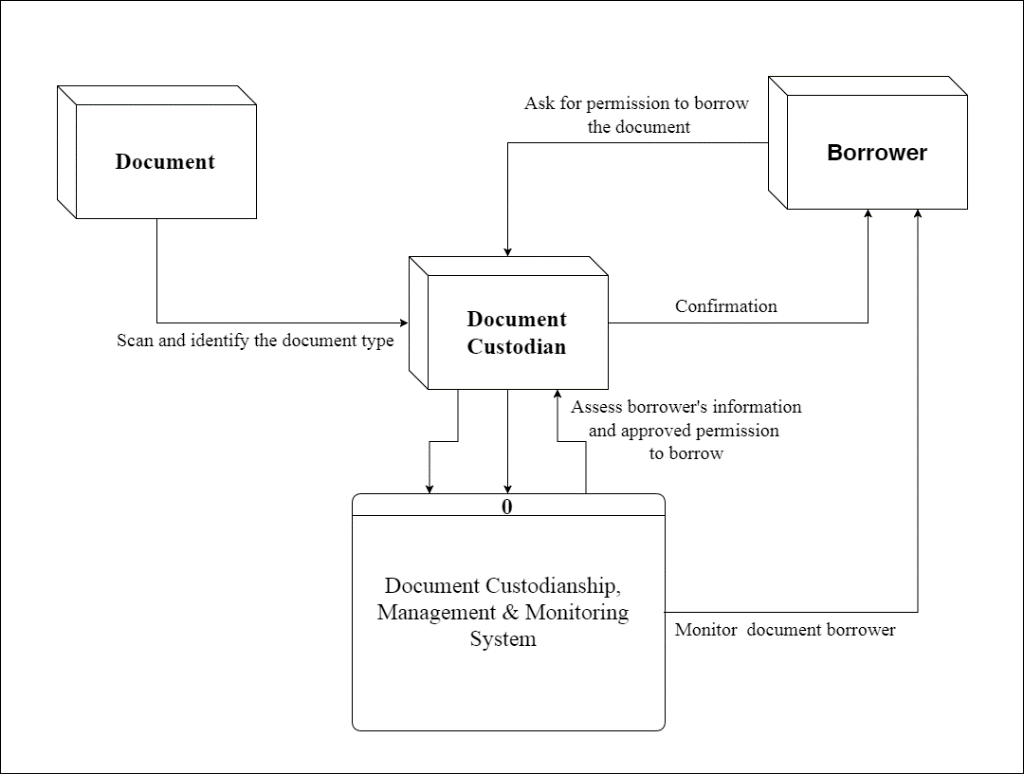 Ask for permission to borrow
the document
Document
Borrower
Confirmation
Document
Custodian
Scan and identify the document type
Assess borrower's information
and approved permission
to borrow
0
Document Custodianship,
Management & Monitoring
System
Monitor document borrower